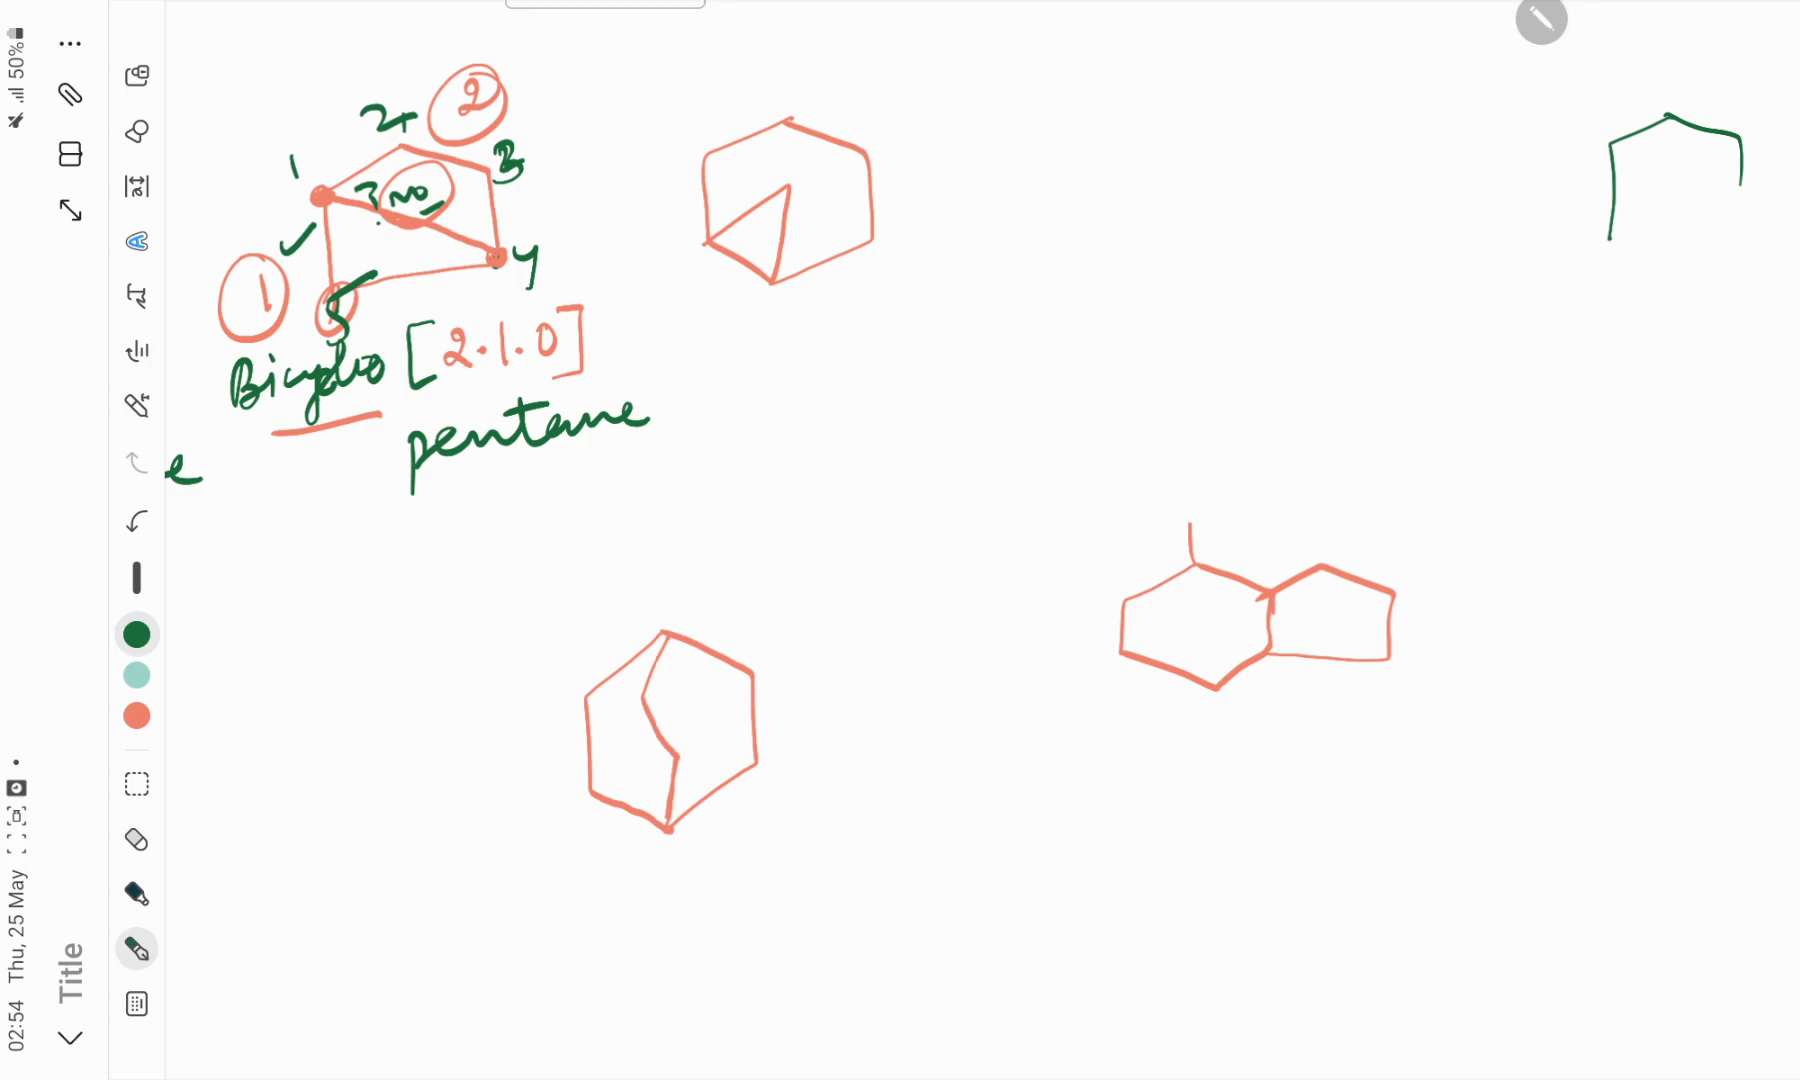 02:54 Thu, 25 May
50%
Title
2
2
1
3
? NO
4
1
5
Bicyclo [2.1.0]
pentane
e